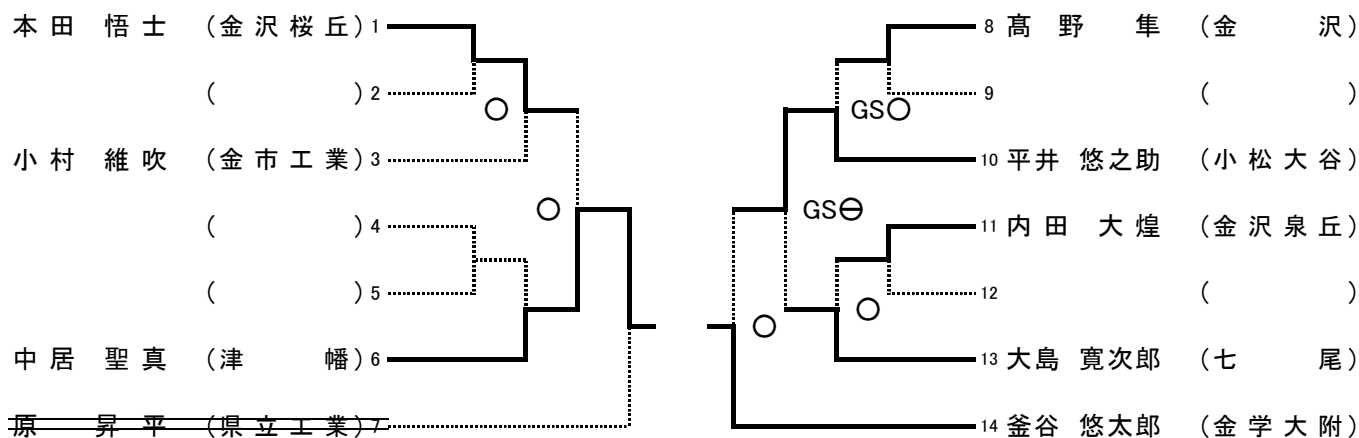 本田 悟士 (金沢桜丘) 1
( ) 2
○
小村 維吹 (金市工業) 3
○
( ) 4
( ) 5
中居 聖真 (津 幡) 6
原 昇平 (県立工業) 7
8 髙野 隼 (金 沢)
9 ( )
GS○
10 平井 悠之助 (小松大谷)
GS⊖
11 内田 大煌 (金沢泉丘)
12 ( )
○
○
13 大島 寛次郎 (七 尾)
14 釜谷 悠太郎 (金学大附)